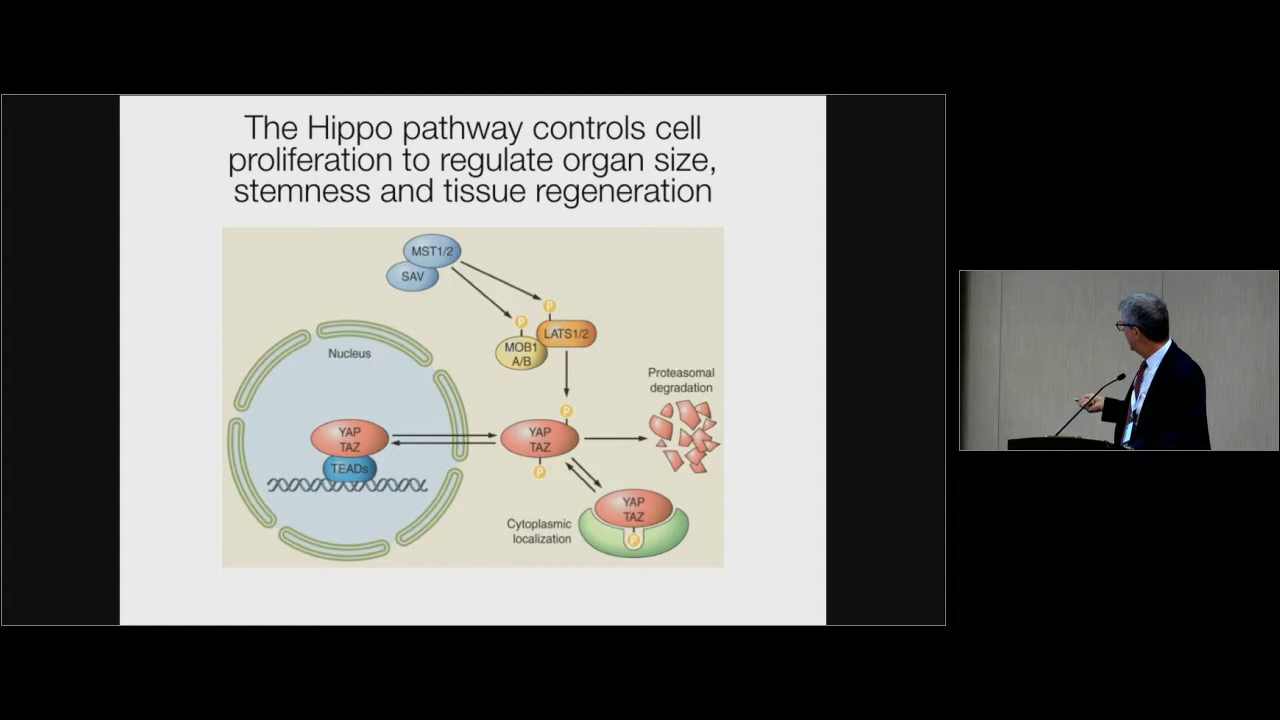 The Hippo pathway controls cell
proliferation to regulate organ size,
stemness and tissue regeneration
MST1/2
SAV
P
P
LATS1/2
MOB1
A/B
Nucleus
Proteasomal
degradation
P
YAP
TAZ
TEADs
YAP
TAZ
P
YAP
TAZ
P
Cytoplasmic
localization